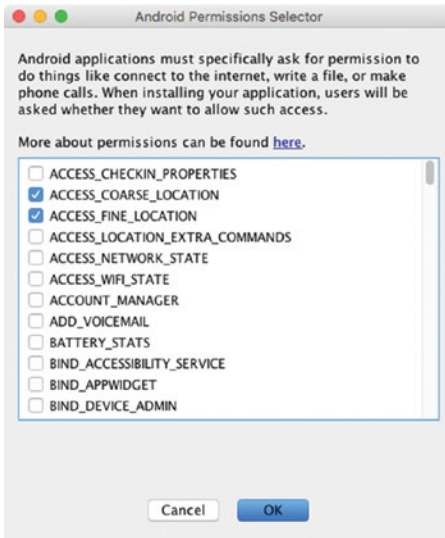 Android Permissions Selector
Android applications must specifically ask for permission to
do things like connect to the internet, write a file, or make
phone calls. When installing your application, users will be
asked whether they want to allow such access.
More about permissions can be found here.
ACCESS_CHECKIN_PROPERTIES
ACCESS_COARSE_LOCATION
ACCESS_FINE_LOCATION
ACCESS_LOCATION_EXTRA_COMMANDS
ACCESS_NETWORK_STATE
ACCESS_WIFI_STATE
ACCOUNT_MANAGER
ADD_VOICEMAIL
BATTERY_STATS
BIND_ACCESSIBILITY_SERVICE
BIND_APPWIDGET
BIND_DEVICE_ADMIN
Cancel OK